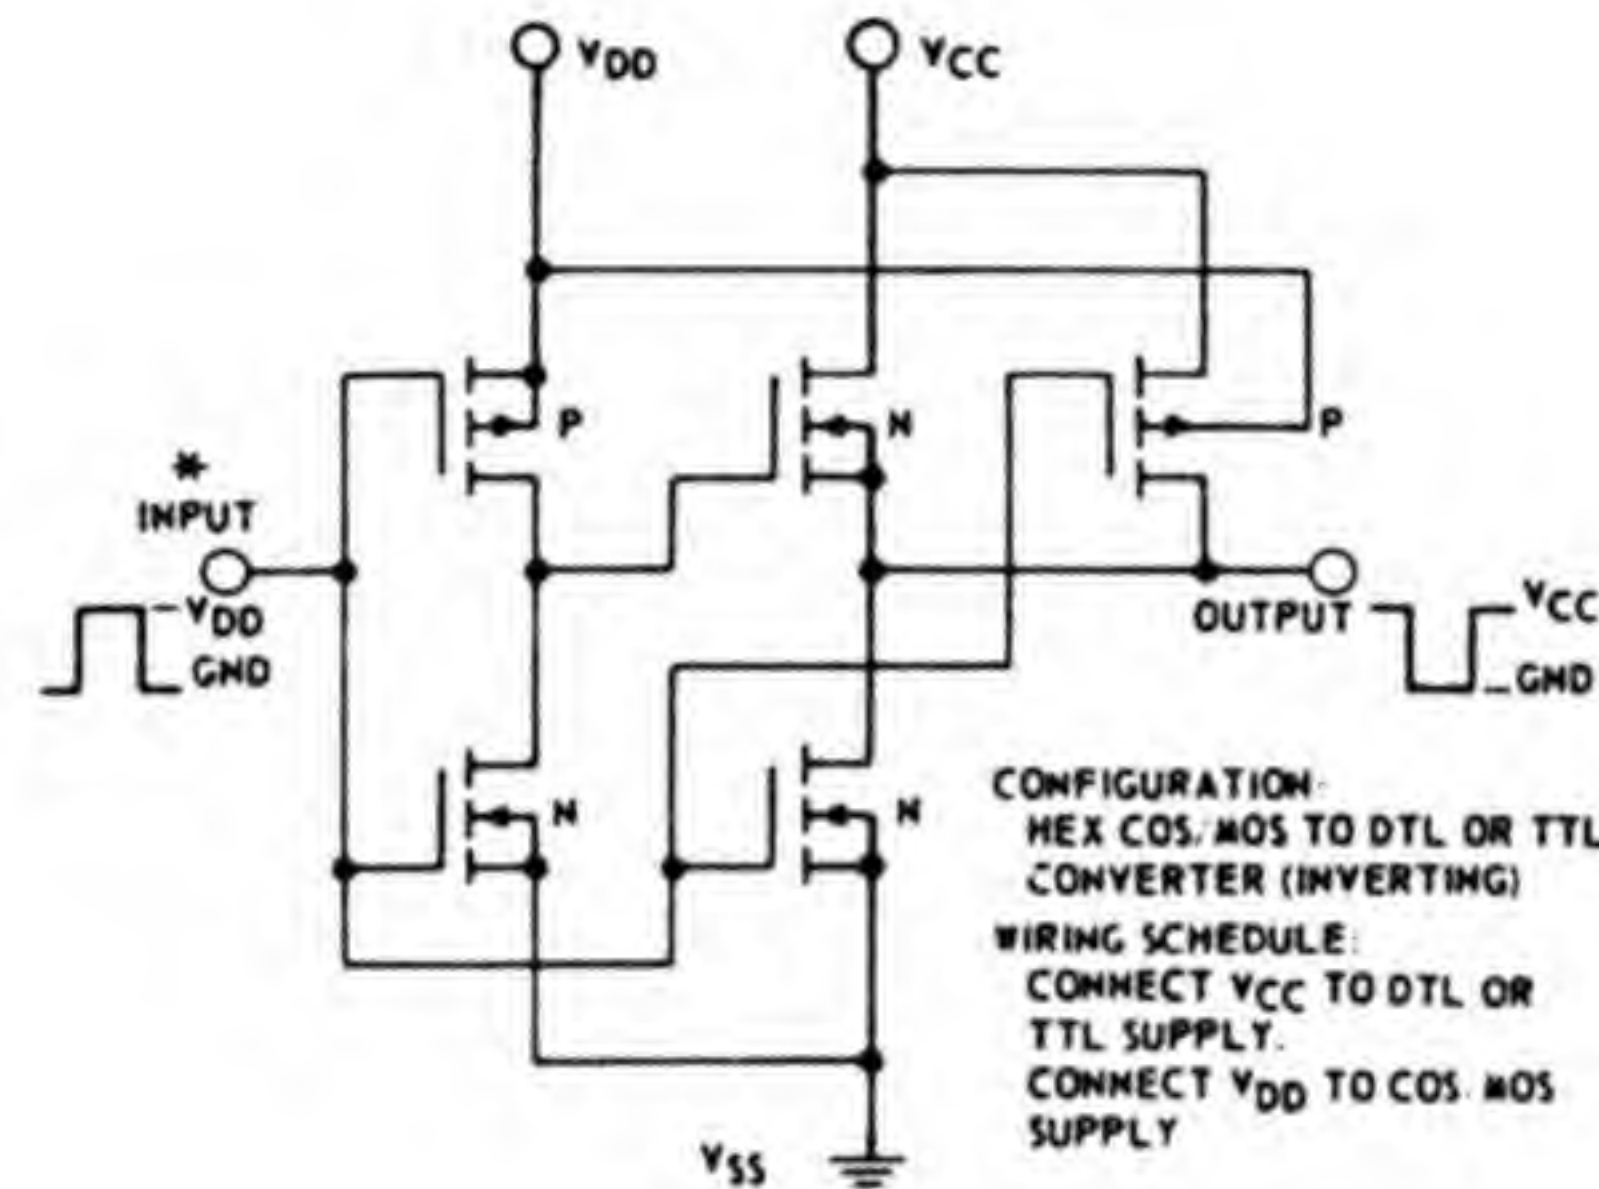 VDD
VCC
P
N
P
*
INPUT
VDD
GND
OUTPUT
VCC
GND
N
N
CONFIGURATION:
HEX COS/MOS TO DTL OR TTL
CONVERTER (INVERTING)
WIRING SCHEDULE:
CONNECT VCC TO DTL OR
TTL SUPPLY.
CONNECT VDD TO COS/MOS
SUPPLY
VSS